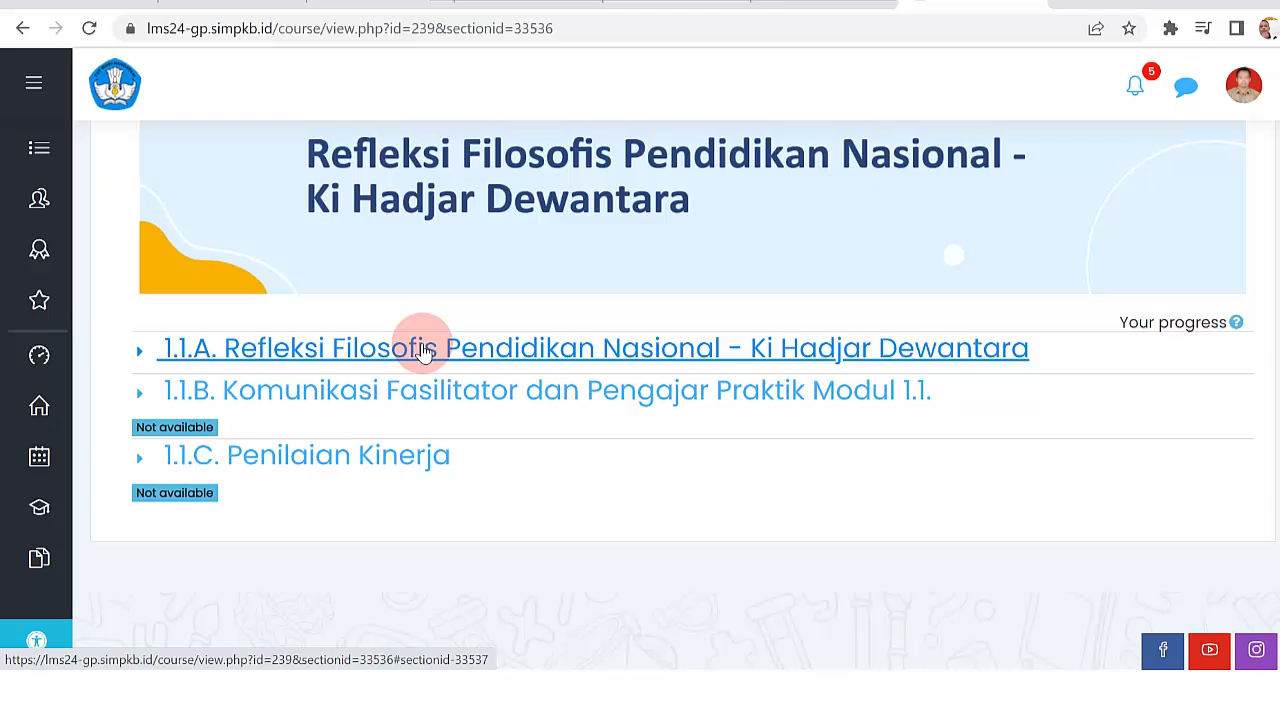 lms24-gp.simpkb.id/course/view.php?id=239&sectionid=33536
5
Refleksi Filosofis Pendidikan Nasional -
Ki Hadjar Dewantara
Your progress
1.1.A. Refleksi Filosofis Pendidikan Nasional - Ki Hadjar Dewantara
1.1.B. Komunikasi Fasilitator dan Pengajar Praktik Modul 1.1.
Not available
1.1.C. Penilaian Kinerja
Not available
https://lms24-gp.simpkb.id/course/view.php?id=239&sectionid=33536#sectionid-33537